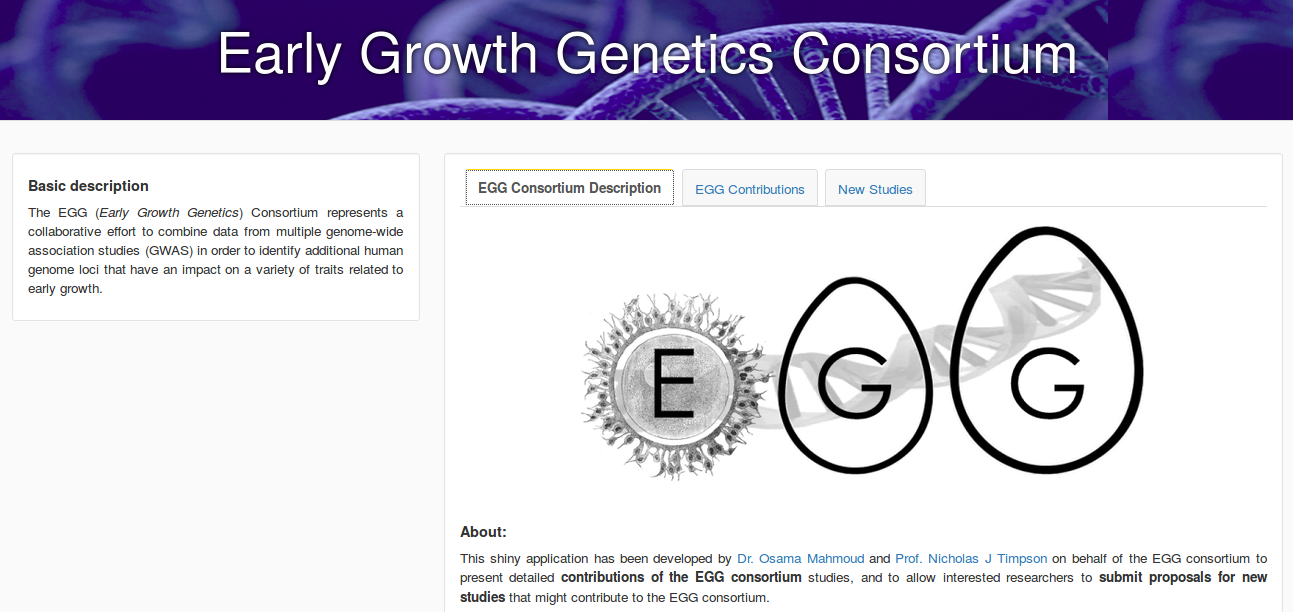 Early Growth Genetics Consortium
Basic description
The EGG (Early Growth Genetics) Consortium represents a
collaborative effort to combine data from multiple genome-wide
association studies (GWAS) in order to identify additional human
genome loci that have an impact on a variety of traits related to
early growth.
EGG Consortium Description EGG Contributions New Studies
E G G
About:
This shiny application has been developed by Dr. Osama Mahmoud and Prof. Nicholas J Timpson on behalf of the EGG consortium to
present detailed contributions of the EGG consortium studies, and to allow interested researchers to submit proposals for new
studies that might contribute to the EGG consortium.